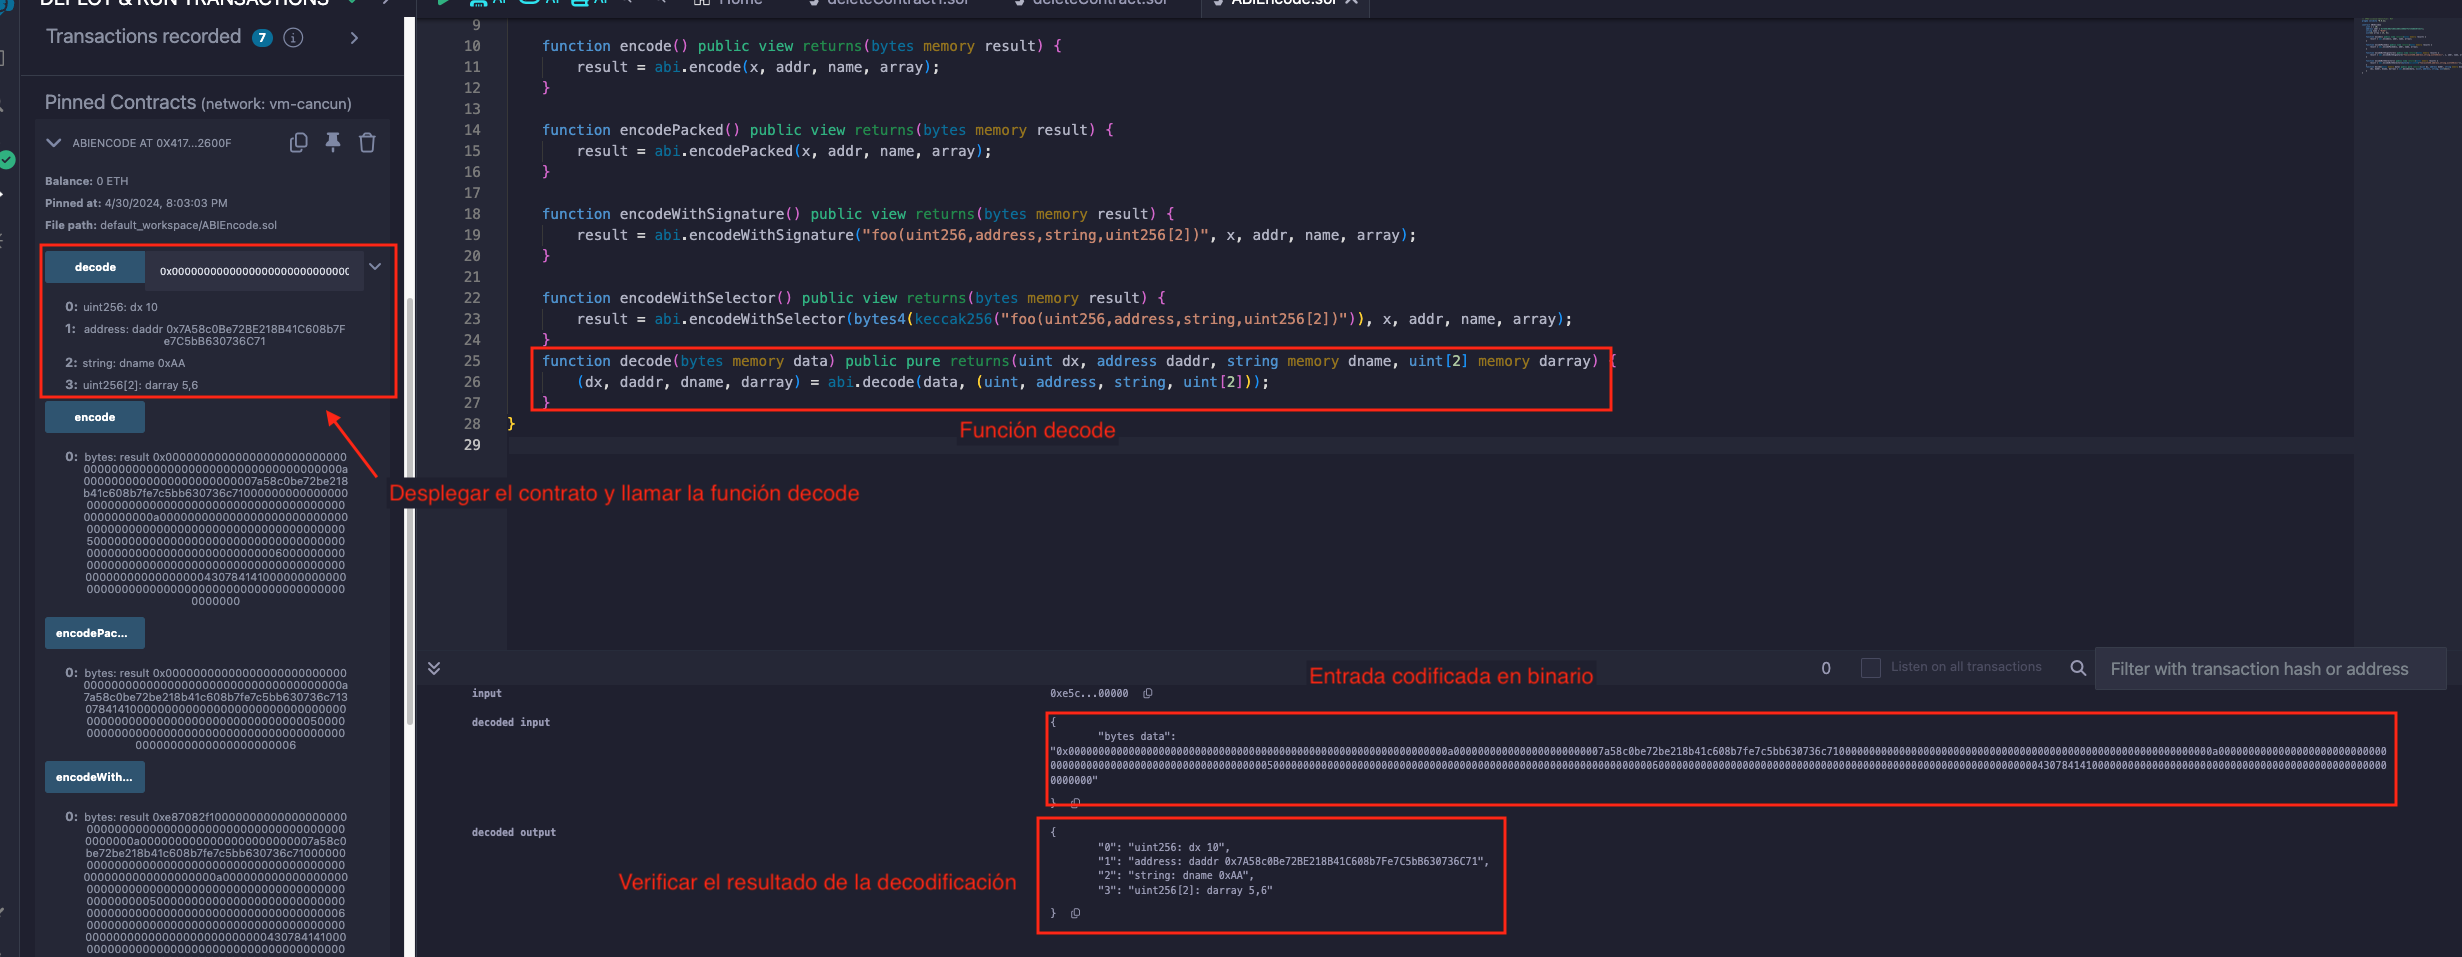 DEPLOY & RUN TRANSACTIONS
Transactions recorded 7 i
Pinned Contracts (network: vm-cancun)
ABIENCODE AT 0X417...2600F
Balance: 0 ETH
Pinned at: 4/30/2024, 8:03:03 PM
File path: default_workspace/ABIEncode.sol
decode
0: uint256: dx 10
1: address: daddr 0x7A58c0Be72BE218B41C608b7F
e7C5bB630736C71
2: string: dname 0xAA
3: uint256[2]: darray 5,6
encode
0: bytes: result
encodePac...
0: bytes: result
encodeWith...
0: bytes: result
Home
deleteContract1.sol
deleteContract.sol
ABIEncode.sol
9
10 function encode() public view returns(bytes memory result) {
11 result = abi.encode(x, addr, name, array);
12 }
13
14 function encodePacked() public view returns(bytes memory result) {
15 result = abi.encodePacked(x, addr, name, array);
16 }
17
18 function encodeWithSignature() public view returns(bytes memory result) {
19 result = abi.encodeWithSignature("foo(uint256,address,string,uint256[2])", x, addr, name, array);
20 }
21
22 function encodeWithSelector() public view returns(bytes memory result) {
23 result = abi.encodeWithSelector(bytes4(keccak256("foo(uint256,address,string,uint256[2])")), x, addr, name, array);
24 }
25 function decode(bytes memory data) public pure returns(uint dx, address daddr, string memory dname, uint[2] memory darray) {
26 (dx, daddr, dname, darray) = abi.decode(data, (uint, address, string, uint[2]));
27 }
28 }
29
Función decode
Desplegar el contrato y llamar la función decode
Entrada codificada en binario
0
Listen on all transactions
Filter with transaction hash or address
input 0xe5c...00000
decoded input {
"bytes data":
}
decoded output {
"0": "uint256: dx 10",
"1": "address: daddr 0x7A58c0Be72BE218B41C608b7Fe7C5bB630736C71",
"2": "string: dname 0xAA",
"3": "uint256[2]: darray 5,6"
}
Verificar el resultado de la decodificación